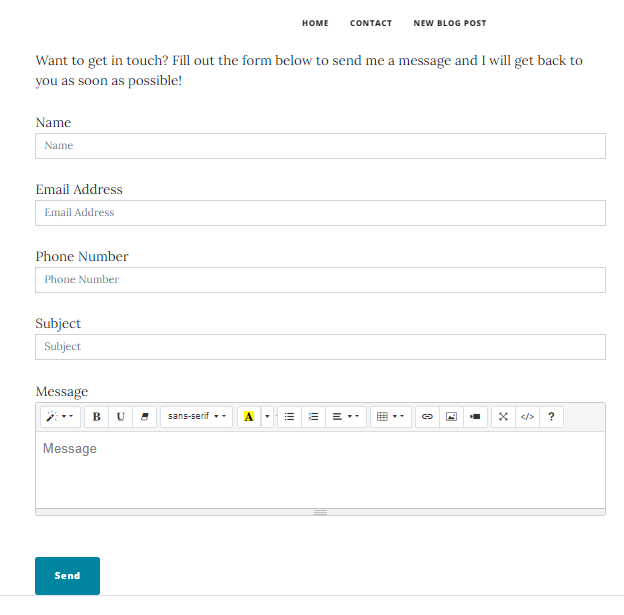 HOME CONTACT NEW BLOG POST
Want to get in touch? Fill out the form below to send me a message and I will get back to
you as soon as possible!
Name
Name
Email Address
Email Address
Phone Number
Phone Number
Subject
Subject
Message
B U sans-serif A </> ?
Message
Send